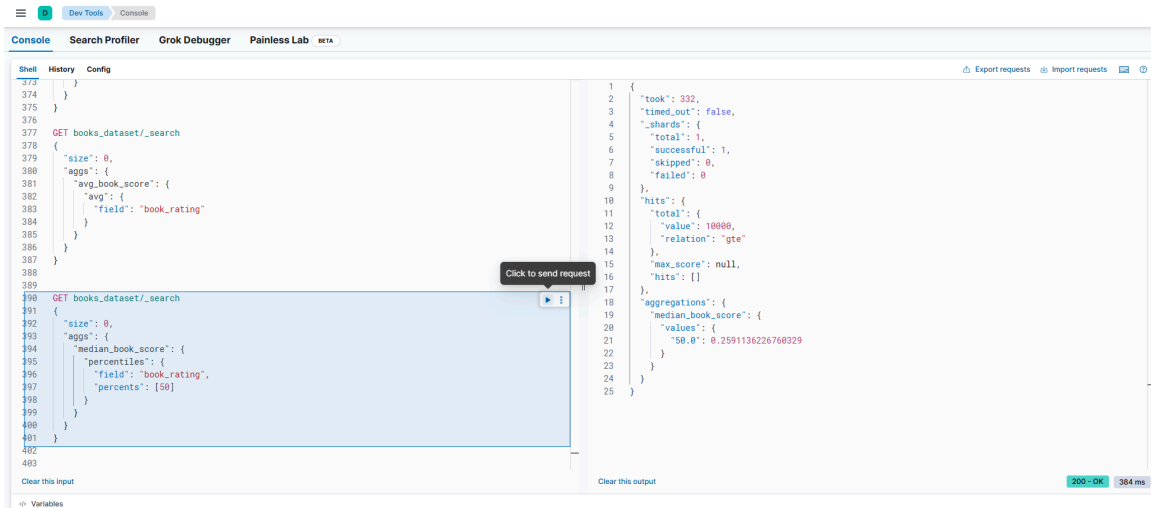 D Dev Tools Console
Console Search Profiler Grok Debugger Painless Lab BETA
Shell History Config Export requests Import requests
373 }
374 }
375 }
376
377 GET books_dataset/_search
378 {
379 "size": 0,
380 "aggs": {
381 "avg_book_score": {
382 "avg": {
383 "field": "book_rating"
384 }
385 }
386 }
387 }
388
389
390 GET books_dataset/_search
391 {
392 "size": 0,
393 "aggs": {
394 "median_book_score": {
395 "percentiles": {
396 "field": "book_rating",
397 "percents": [50]
398 }
399 }
400 }
401 }
402
403
Clear this input
Click to send request
1 {
2 "took": 332,
3 "timed_out": false,
4 "_shards": {
5 "total": 1,
6 "successful": 1,
7 "skipped": 0,
8 "failed": 0
9 },
10 "hits": {
11 "total": {
12 "value": 10000,
13 "relation": "gte"
14 },
15 "max_score": null,
16 "hits": []
17 },
18 "aggregations": {
19 "median_book_score": {
20 "values": {
21 "50.0": 0.2591136226760329
22 }
23 }
24 }
25 }
Clear this output
200 - OK 384 ms
</> Variables